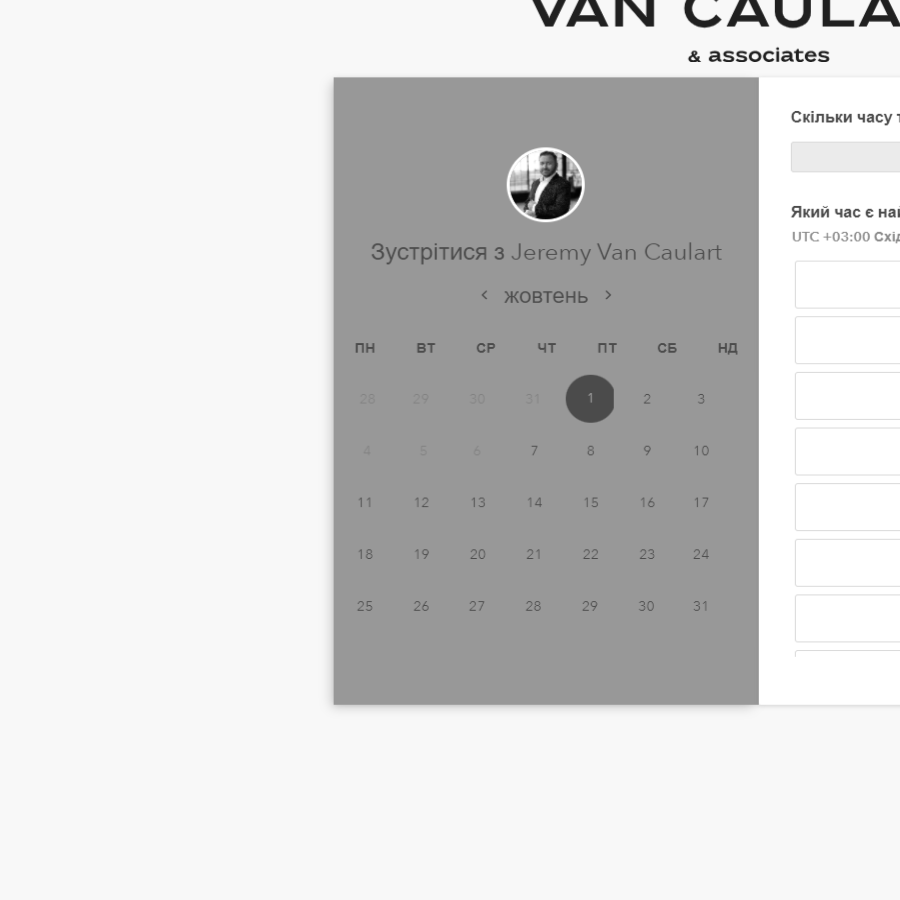 VAN CAULA
& associates
Зустрітися з Jeremy Van Caulart
жовтень
ПН ВТ СР ЧТ ПТ СБ НД
28 29 30 31 1 2 3
4 5 6 7 8 9 10
11 12 13 14 15 16 17
18 19 20 21 22 23 24
25 26 27 28 29 30 31
Скільки часу
Який час є
UTC +03:00